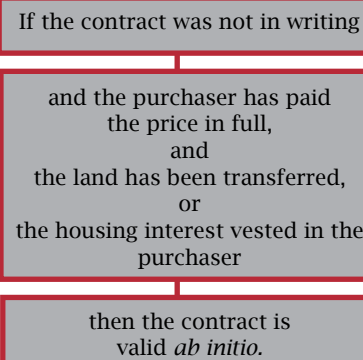 If the contract was not in writing
and the purchaser has paid
the price in full,
and
the land has been transferred,
or
the housing interest vested in the
purchaser
then the contract is
valid ab initio.